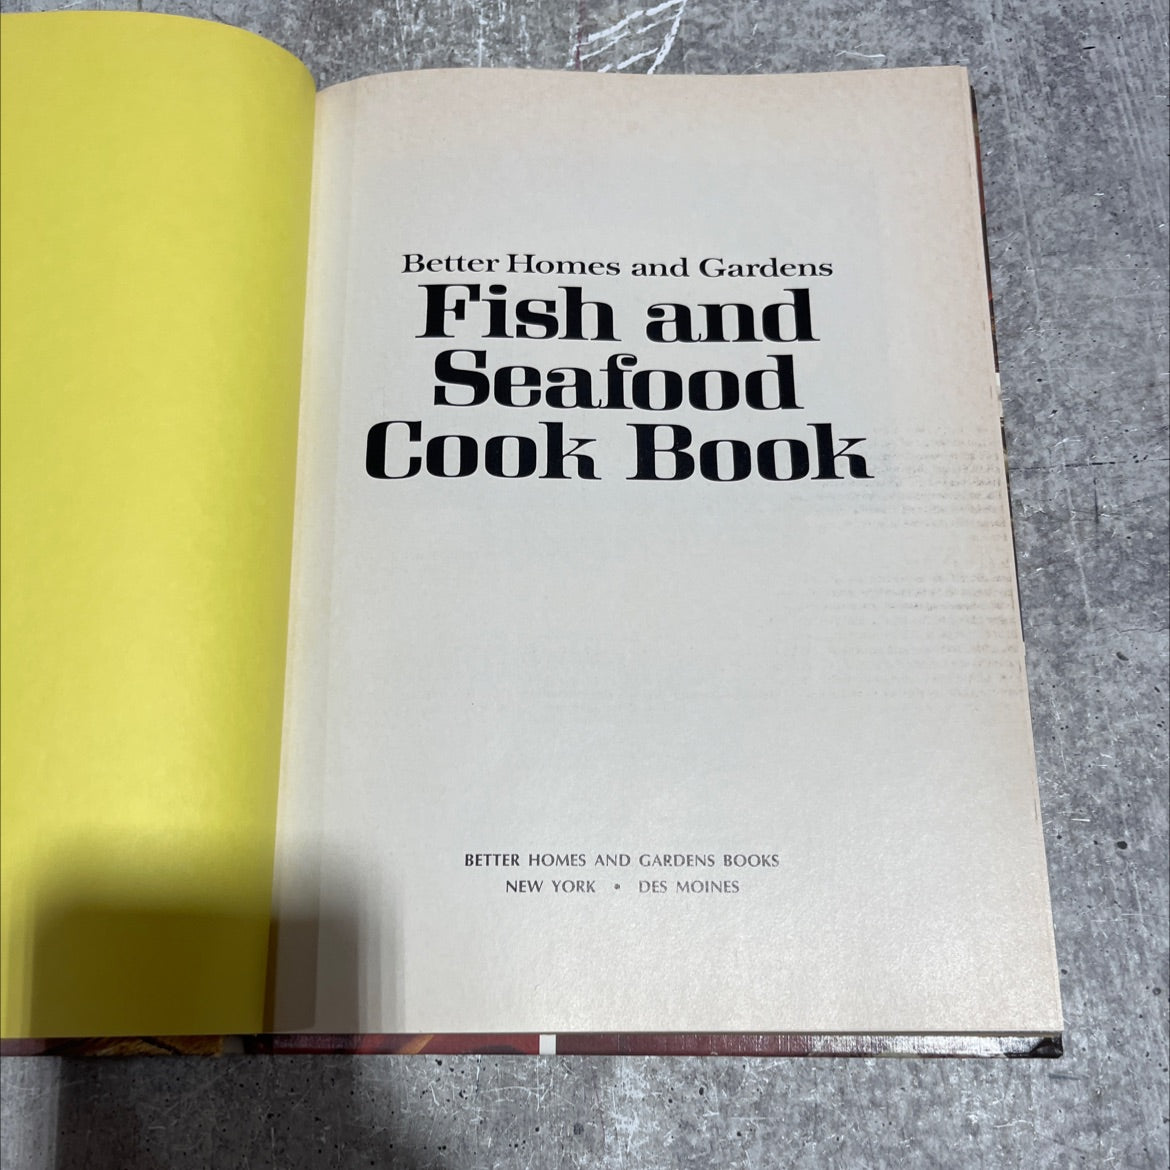 Better Homes and Gardens
Fish and
Seafood
Cook Book
BETTER HOMES AND GARDENS BOOKS
NEW YORK • DES MOINES